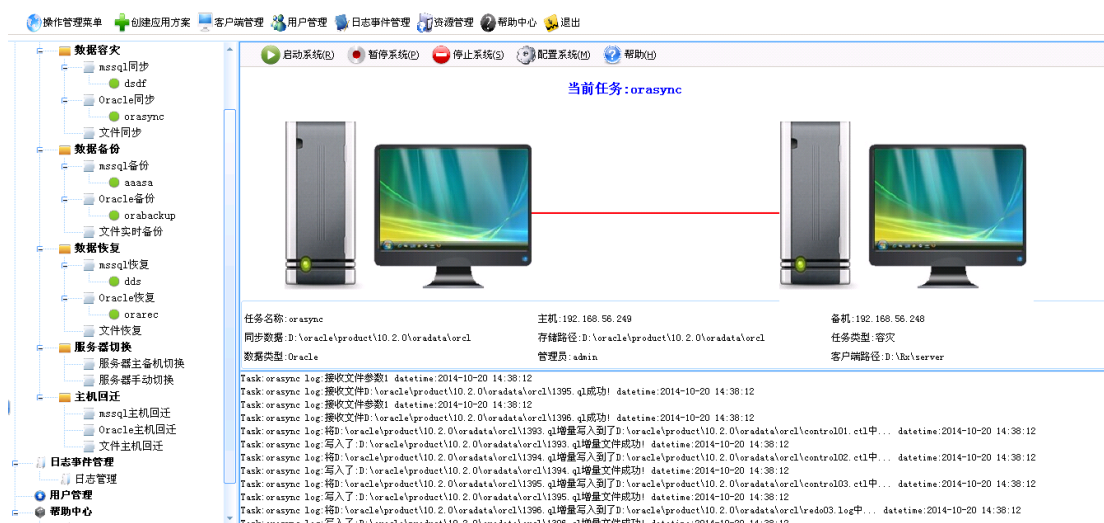 操作管理菜单 创建应用方案 客户端管理 用户管理 日志事件管理 资源管理 帮助中心 退出
数据容灾
mssql同步
dsdf
Oracle同步
orasync
文件同步
数据备份
mssql备份
aaasa
Oracle备份
orabackup
文件实时备份
数据恢复
mssql恢复
dds
Oracle恢复
orarec
文件恢复
服务器切换
服务器主备机切换
服务器手动切换
主机回迁
mssql主机回迁
Oracle主机回迁
文件主机回迁
日志事件管理
日志管理
用户管理
帮助中心
启动系统(R) 暂停系统(P) 停止系统(S) 配置系统(M) 帮助(H)
当前任务:orasync
任务名称:orasync 主机:192.168.56.249 备机:192.168.56.248
同步数据:D:\oracle\product\10.2.0\oradata\orcl 存储路径:D:\oracle\product\10.2.0\oradata\orcl 任务类型:容灾
数据类型:Oracle 管理员:admin 客户端路径:D:\Rx\server
Task:orasync log:接收文件参数1 datetime:2014-10-20 14:38:12
Task:orasync log:接收文件D:\oracle\product\10.2.0\oradata\orcl\1395.ql成功! datetime:2014-10-20 14:38:12
Task:orasync log:接收文件参数1 datetime:2014-10-20 14:38:12
Task:orasync log:接收文件D:\oracle\product\10.2.0\oradata\orcl\1396.ql成功! datetime:2014-10-20 14:38:12
Task:orasync log:将D:\oracle\product\10.2.0\oradata\orcl\1393.ql增量写入到了D:\oracle\product\10.2.0\oradata\orcl\control01.ctl中... datetime:2014-10-20 14:38:12
Task:orasync log:写入了:D:\oracle\product\10.2.0\oradata\orcl\1393.ql增量文件成功! datetime:2014-10-20 14:38:12
Task:orasync log:将D:\oracle\product\10.2.0\oradata\orcl\1394.ql增量写入到了D:\oracle\product\10.2.0\oradata\orcl\control02.ctl中... datetime:2014-10-20 14:38:12
Task:orasync log:写入了:D:\oracle\product\10.2.0\oradata\orcl\1394.ql增量文件成功! datetime:2014-10-20 14:38:12
Task:orasync log:将D:\oracle\product\10.2.0\oradata\orcl\1395.ql增量写入到了D:\oracle\product\10.2.0\oradata\orcl\control03.ctl中... datetime:2014-10-20 14:38:12
Task:orasync log:写入了:D:\oracle\product\10.2.0\oradata\orcl\1395.ql增量文件成功! datetime:2014-10-20 14:38:12
Task:orasync log:将D:\oracle\product\10.2.0\oradata\orcl\1396.ql增量写入到了D:\oracle\product\10.2.0\oradata\orcl\redo03.log中... datetime:2014-10-20 14:38:12